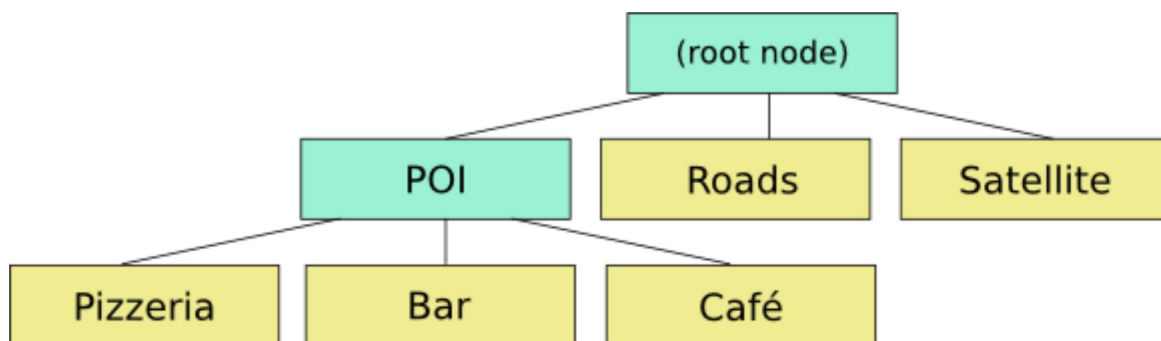 (root node)
POI
Roads
Satellite
Pizzeria
Bar
Café